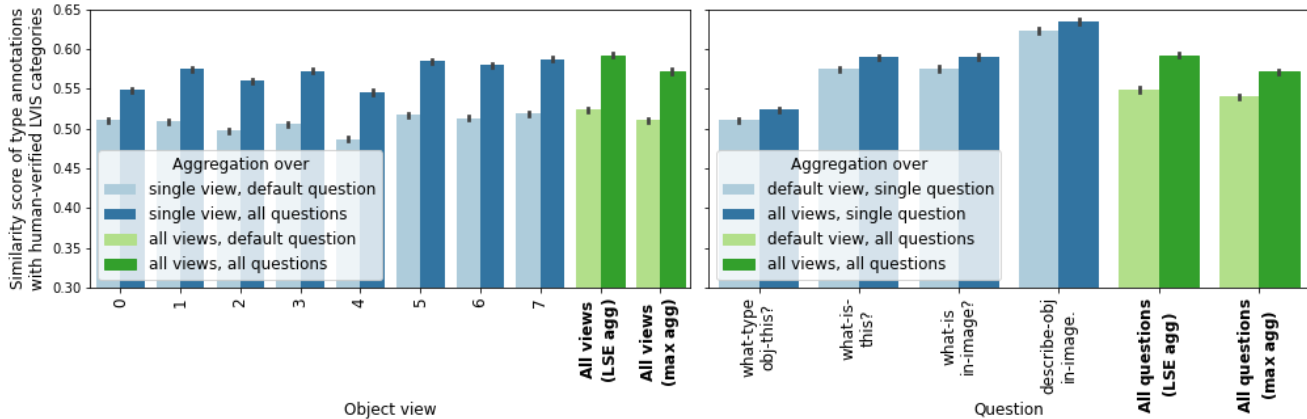 Similarity score of type annotations
with human-verified LVIS categories
0.65
0.60
0.55
0.50
0.45
0.40
0.35
0.30
Aggregation over
single view, default question
single view, all questions
all views, default question
all views, all questions
0
1
2
3
4
5
6
7
All views
(LSE agg)
All views
(max agg)
Object view
Aggregation over
default view, single question
all views, single question
default view, all questions
all views, all questions
what-type
obj-this?
what-is-
this?
what-is
in-image?
describe-obj
in-image.
All questions
(LSE agg)
All questions
(max agg)
Question